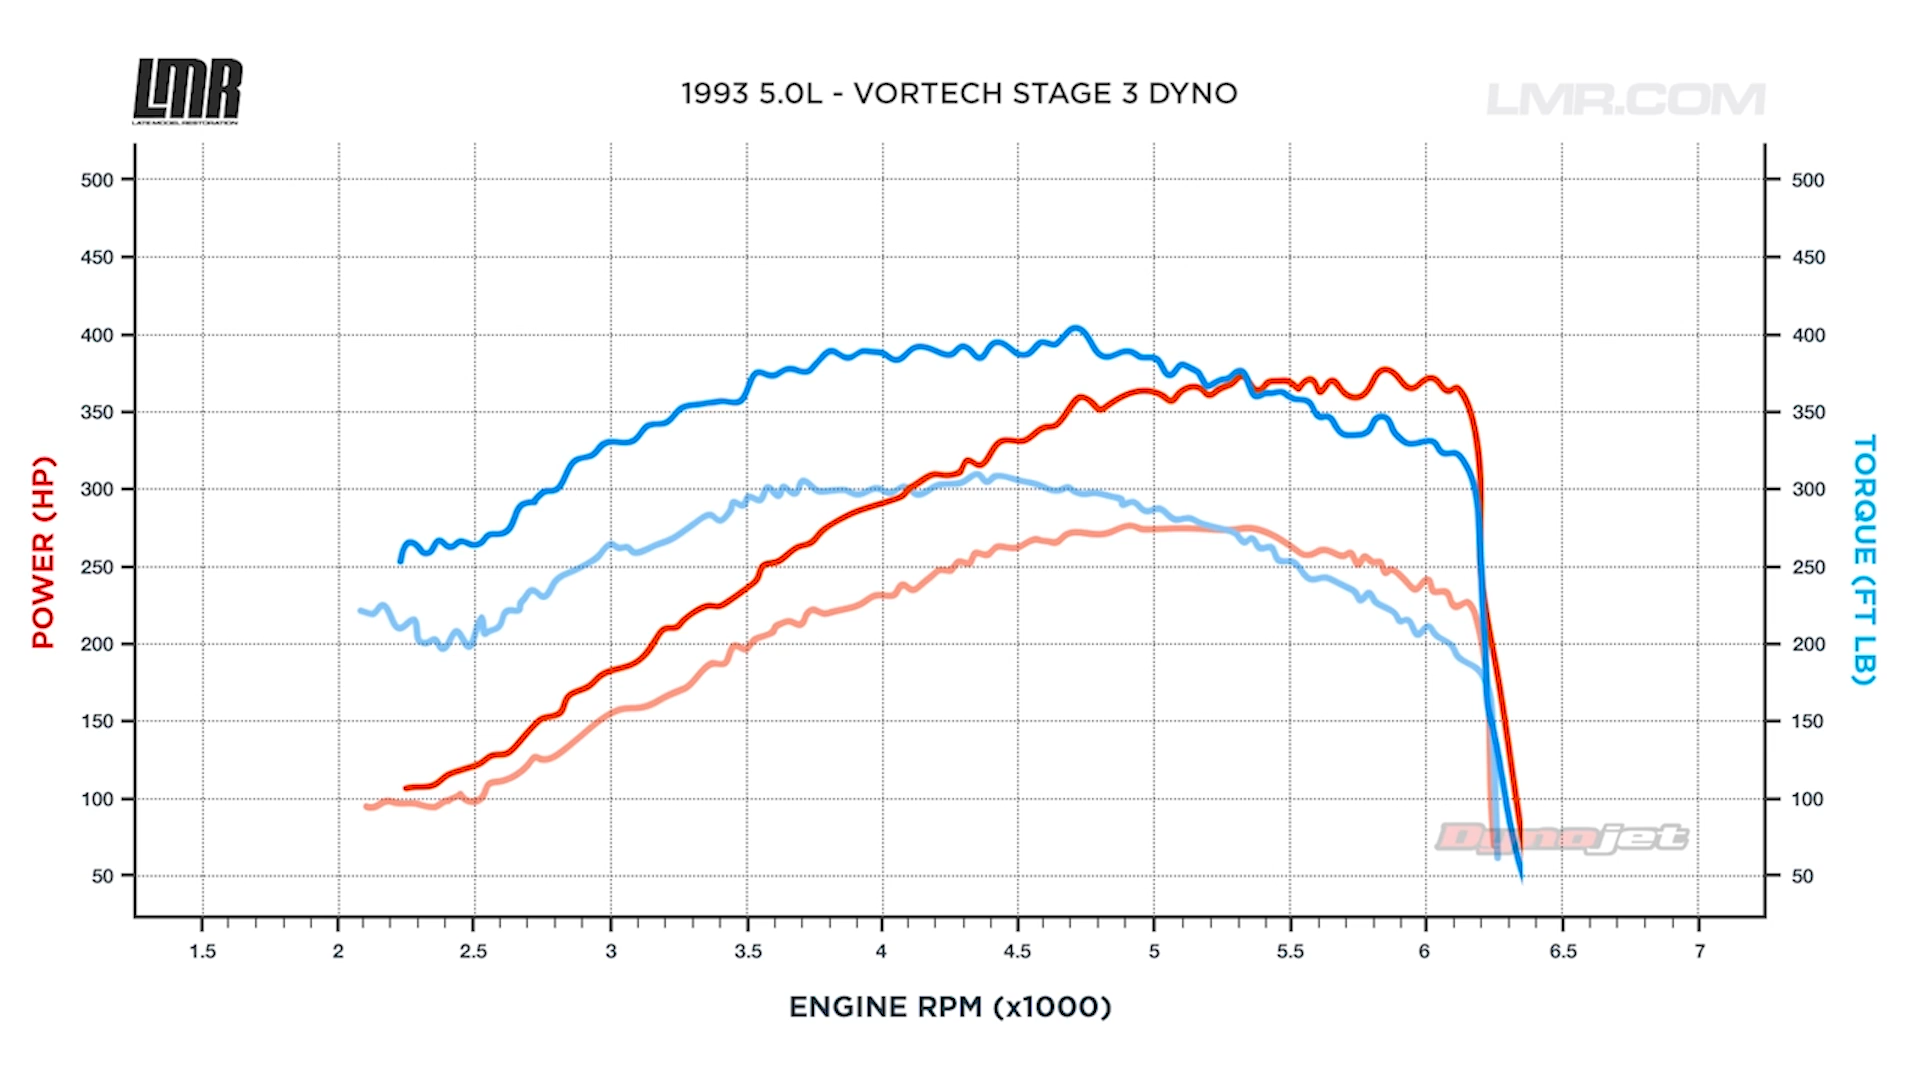 LMR
LATE MODEL RESTORATION
1993 5.0L - VORTECH STAGE 3 DYNO
LMR.COM
POWER (HP)
500
450
400
350
300
250
200
150
100
50
500
450
400
350
300
250
200
150
100
50
TORQUE (FT LB)
Dynojet
1.5 2 2.5 3 3.5 4 4.5 5 5.5 6 6.5 7
ENGINE RPM (x1000)